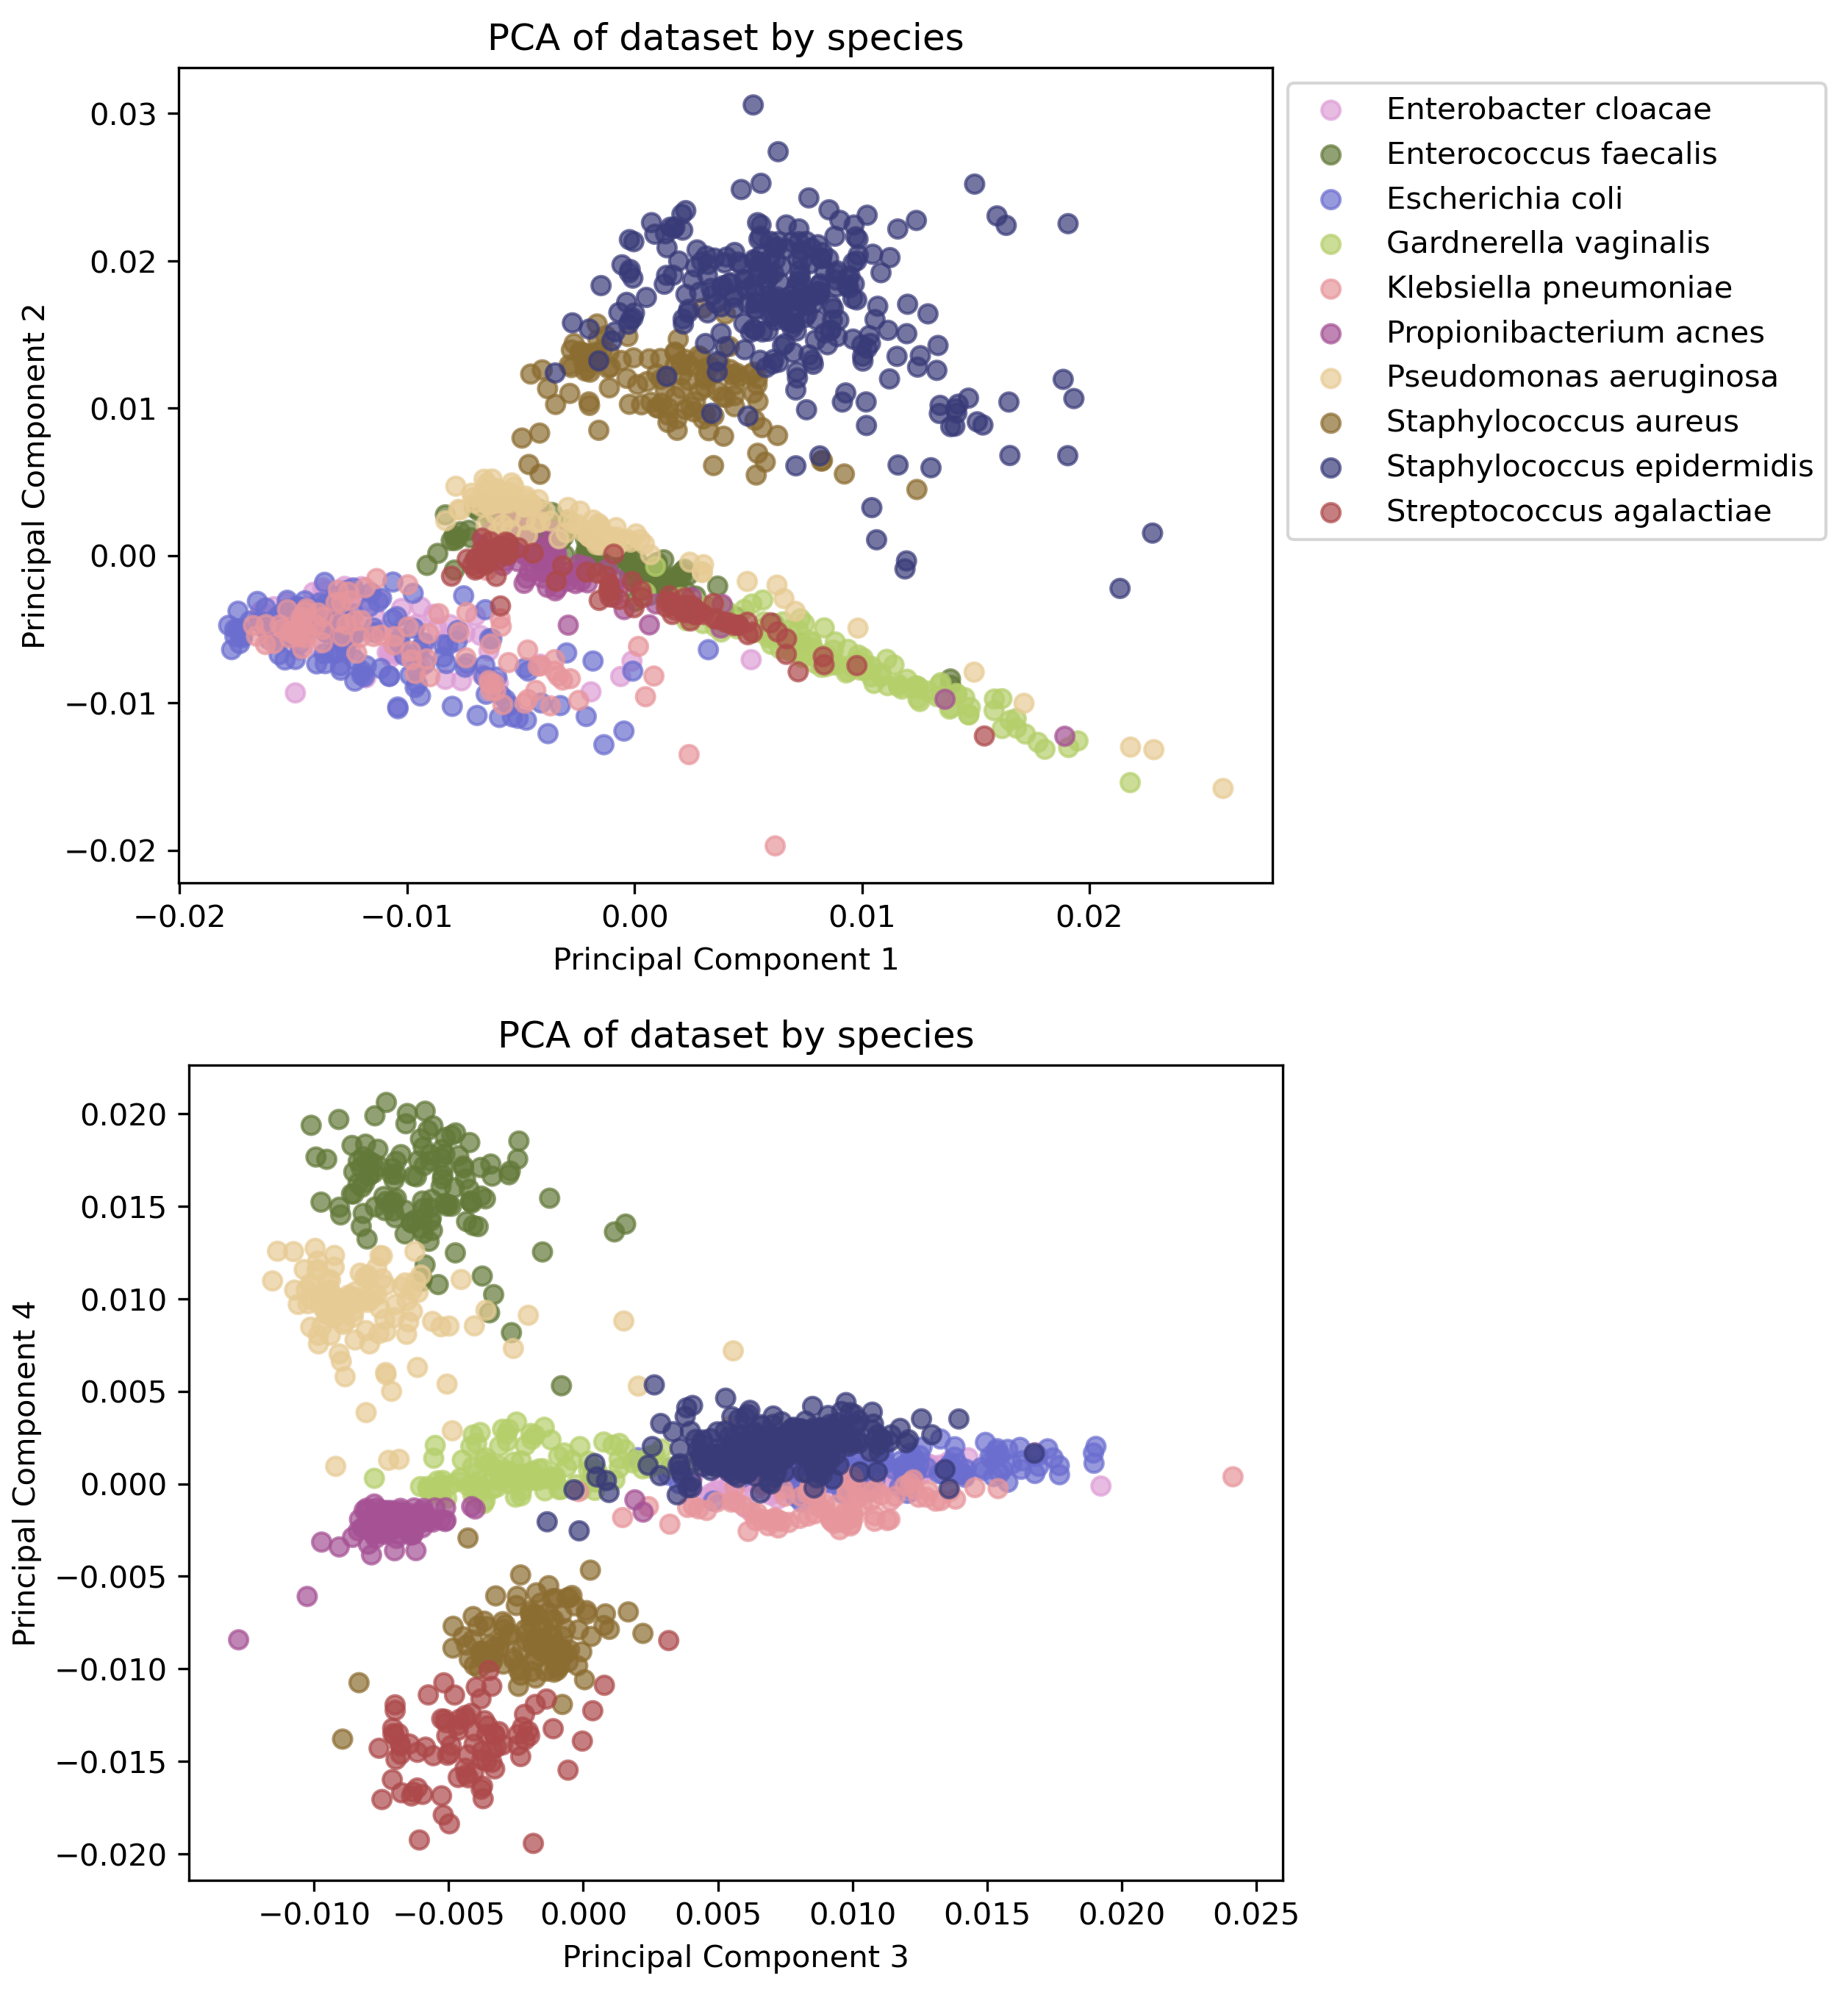 PCA of dataset by species
0.03
0.02
0.01
0.00
−0.01
−0.02
Principal Component 2
−0.02 −0.01 0.00 0.01 0.02
Principal Component 1
Enterobacter cloacae
Enterococcus faecalis
Escherichia coli
Gardnerella vaginalis
Klebsiella pneumoniae
Propionibacterium acnes
Pseudomonas aeruginosa
Staphylococcus aureus
Staphylococcus epidermidis
Streptococcus agalactiae
PCA of dataset by species
0.020
0.015
0.010
0.005
0.000
−0.005
−0.010
−0.015
−0.020
Principal Component 4
−0.010 −0.005 0.000 0.005 0.010 0.015 0.020 0.025
Principal Component 3